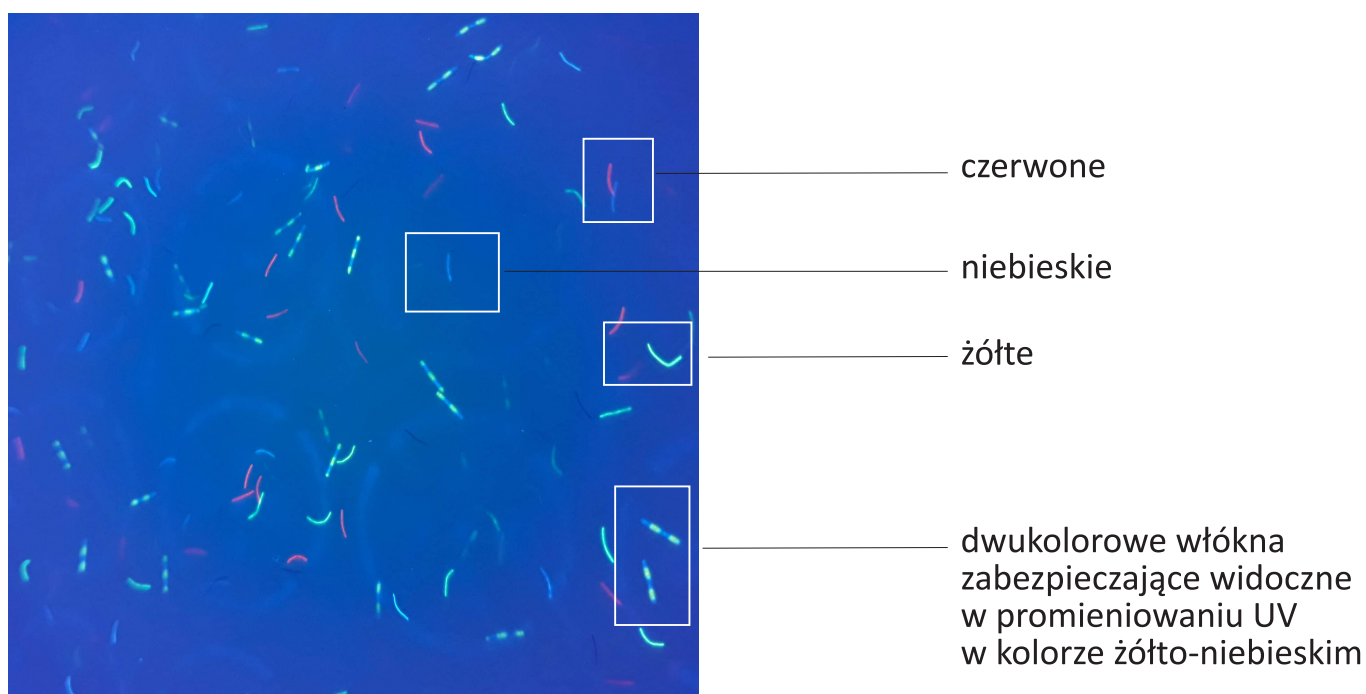 czerwone
niebieskie
żółte
dwukolorowe włókna
zabezpieczające widoczne
w promieniowaniu UV
w kolorze żółto-niebieskim